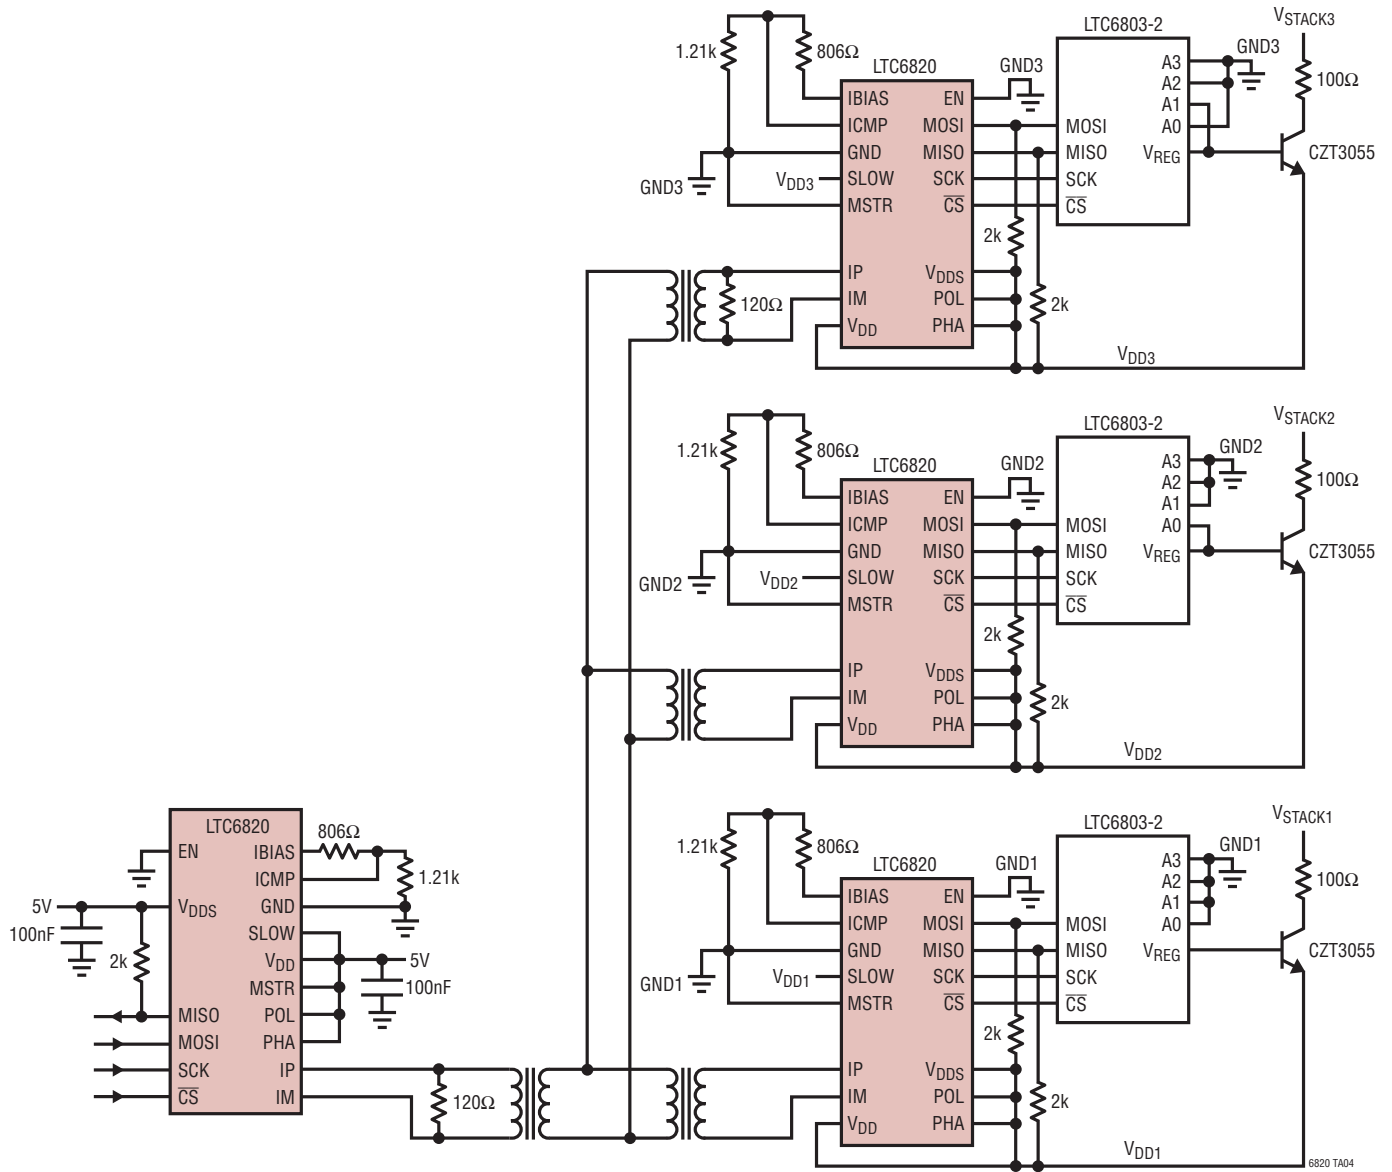 VSTACK3
LTC6803-2
GND3
1.21k
806Ω
LTC6820
GND3
A3
A2
A1
A0
VREG
100Ω
CZT3055
IBIAS
ICMP
GND
SLOW
MSTR
EN
MOSI
MISO
SCK
CS
MOSI
MISO
SCK
CS
GND3
VDD3
2k
IP
IM
VDD
VDDS
POL
PHA
120Ω
2k
VDD3
VSTACK2
LTC6803-2
GND2
1.21k
806Ω
LTC6820
GND2
A3
A2
A1
A0
VREG
100Ω
CZT3055
IBIAS
ICMP
GND
SLOW
MSTR
EN
MOSI
MISO
SCK
CS
MOSI
MISO
SCK
CS
GND2
VDD2
2k
IP
IM
VDD
VDDS
POL
PHA
2k
VDD2
VSTACK1
LTC6803-2
GND1
1.21k
806Ω
LTC6820
GND1
A3
A2
A1
A0
VREG
100Ω
CZT3055
IBIAS
ICMP
GND
SLOW
MSTR
EN
MOSI
MISO
SCK
CS
MOSI
MISO
SCK
CS
GND1
VDD1
2k
IP
IM
VDD
VDDS
POL
PHA
2k
VDD1
LTC6820
806Ω
1.21k
EN
VDDS
MISO
MOSI
SCK
CS
IBIAS
ICMP
GND
SLOW
VDD
MSTR
POL
PHA
IP
IM
5V
100nF
2k
5V
100nF
120Ω
6820 TA04